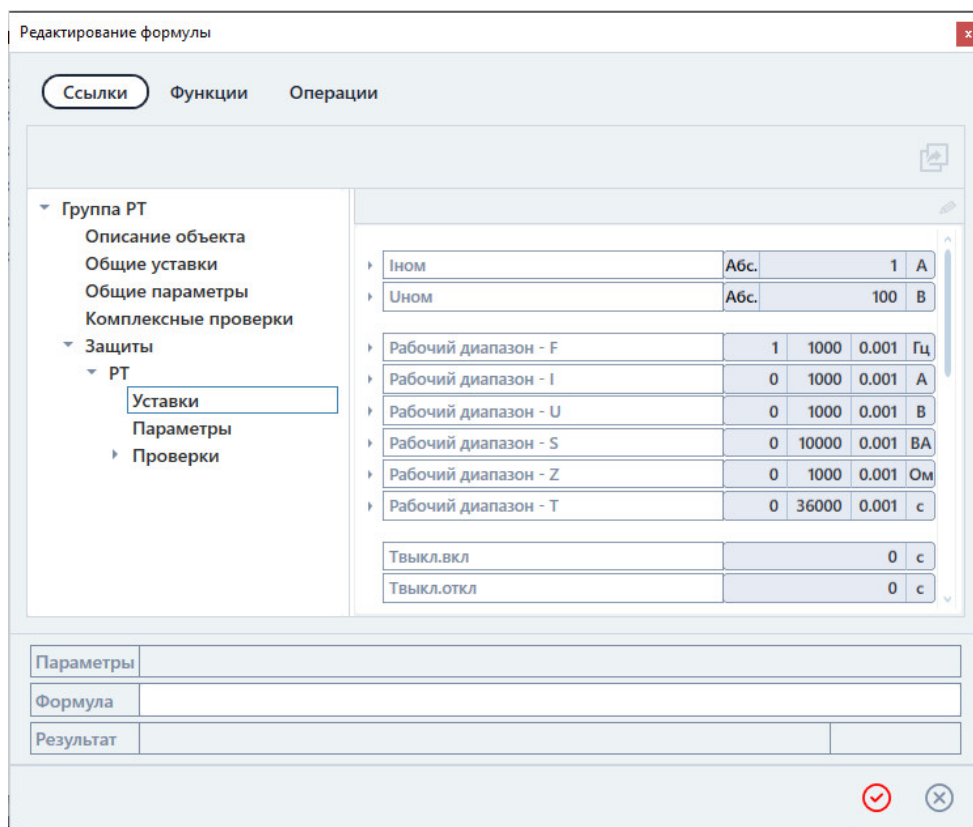 Редактирование формулы
x
Ссылки Функции Операции
Группа РТ
Описание объекта
Общие уставки
Общие параметры
Комплексные проверки
Защиты
РТ
Уставки
Параметры
Проверки
Iном Абс. 1 А
Uном Абс. 100 В
Рабочий диапазон - F 1 1000 0.001 Гц
Рабочий диапазон - I 0 1000 0.001 А
Рабочий диапазон - U 0 1000 0.001 В
Рабочий диапазон - S 0 10000 0.001 ВА
Рабочий диапазон - Z 0 1000 0.001 Ом
Рабочий диапазон - T 0 36000 0.001 с
Твыкл.вкл 0 с
Твыкл.откл 0 с
Параметры
Формула
Результат